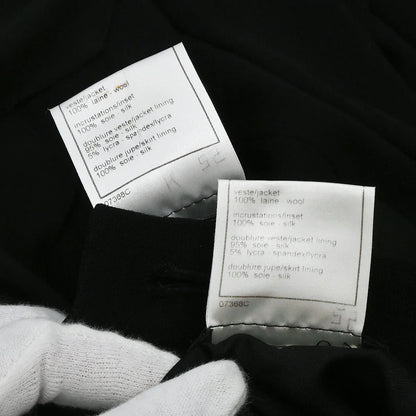 veste/jacket
100% laine - wool
incrustations/inset
100% soie - silk
doublure veste/jacket lining
95% soie - silk
5% lycra - spandex/lycra
doublure jupe/skirt lining
100% soie - silk
07368C
veste/jacket
100% laine - wool
incrustations/inset
100% soie - silk
doublure veste/jacket lining
95% soie - silk
5% lycra - spandex/lycra
doublure jupe/skirt lining
100% soie - silk
07368C